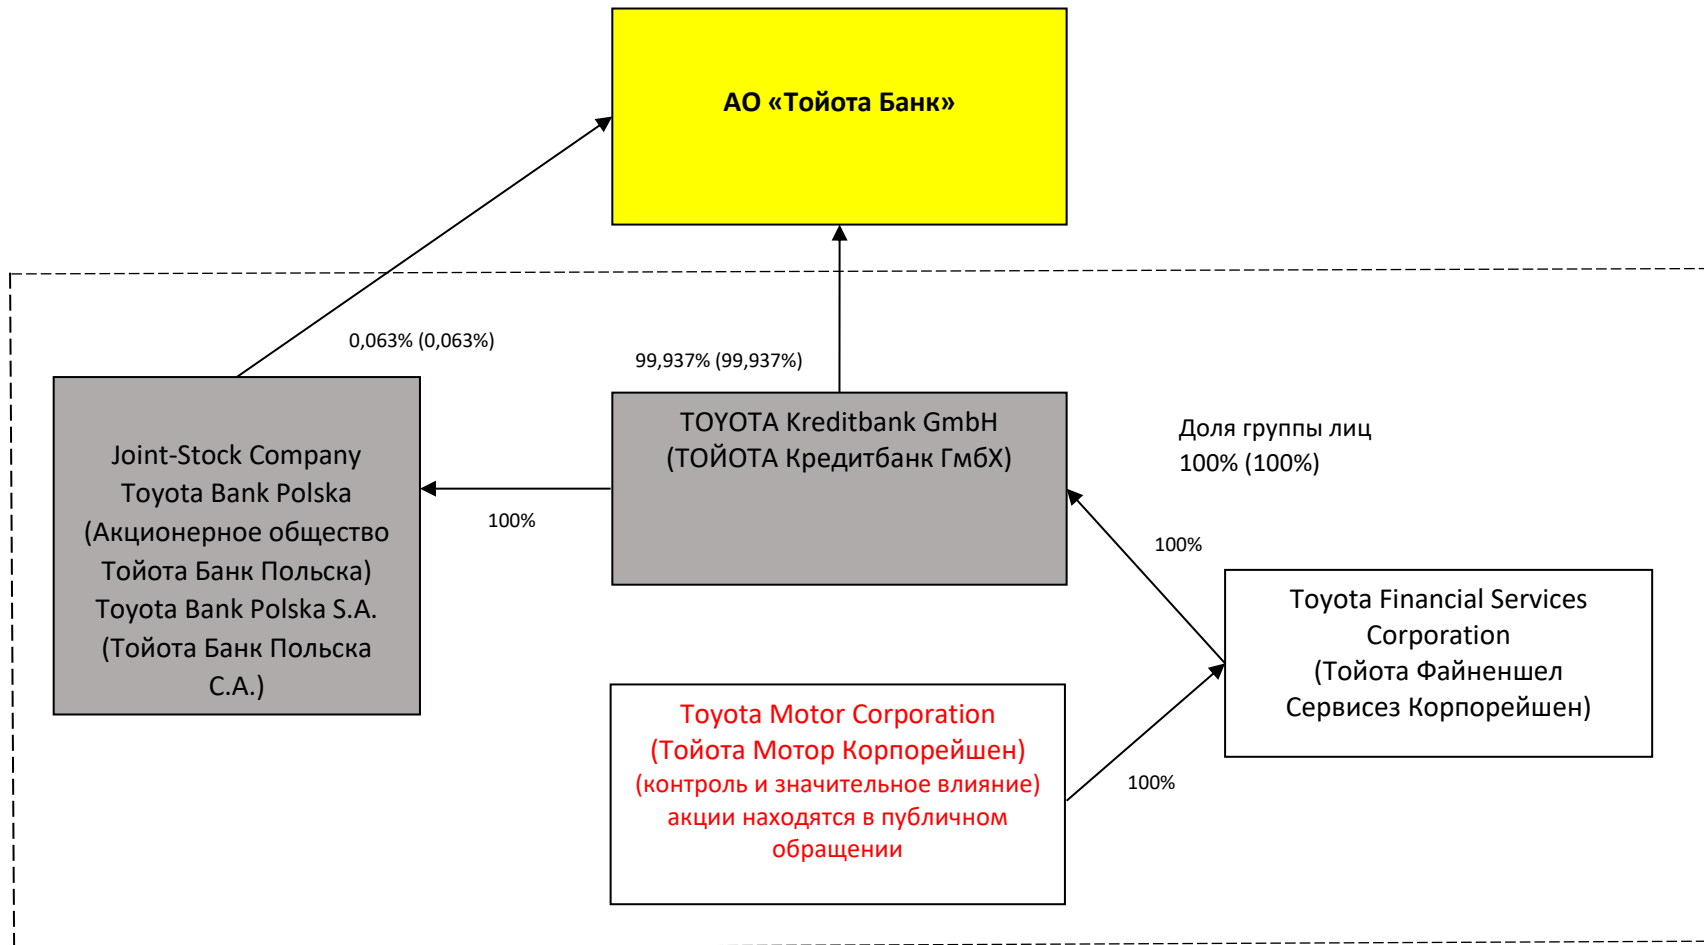 АО «Тойота Банк»
0,063% (0,063%)
99,937% (99,937%)
Joint-Stock Company
Toyota Bank Polska
(Акционерное общество
Тойота Банк Польска)
Toyota Bank Polska S.A.
(Тойота Банк Польска
С.А.)
100%
TOYOTA Kreditbank GmbH
(ТОЙОТА Кредитбанк ГмбХ)
Доля группы лиц
100% (100%)
100%
Toyota Financial Services
Corporation
(Тойота Файненшел
Сервисез Корпорейшен)
Toyota Motor Corporation
(Тойота Мотор Корпорейшен)
(контроль и значительное влияние)
акции находятся в публичном
обращении
100%